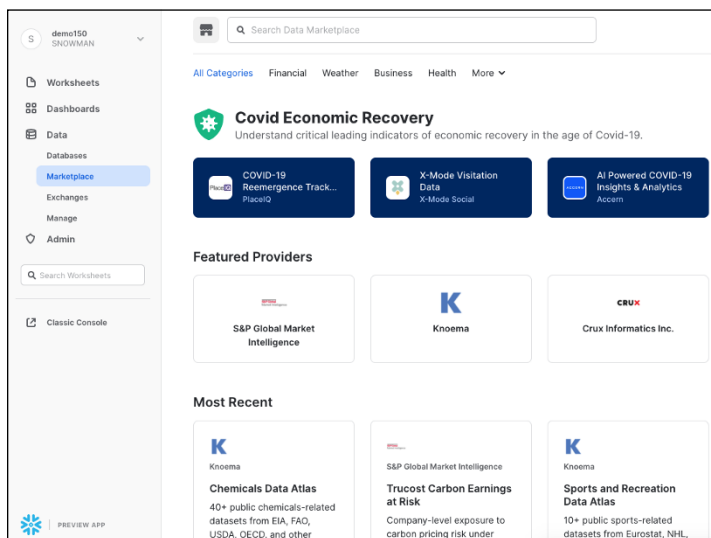 S
demo150
SNOWMAN
Worksheets
Dashboards
Data
Databases
Marketplace
Exchanges
Manage
Admin
Search Worksheets
Classic Console
PREVIEW APP
Search Data Marketplace
All Categories Financial Weather Business Health More
Covid Economic Recovery
Understand critical leading indicators of economic recovery in the age of Covid-19.
PlaceIQ
COVID-19
Reemergence Track...
PlaceIQ
X-Mode Visitation
Data
X-Mode Social
AI Powered COVID-19
Insights & Analytics
Accern
Featured Providers
S&P Global Market
Intelligence
K
Knoema
CRUX
Crux Informatics Inc.
Most Recent
K
Knoema
Chemicals Data Atlas
40+ public chemicals-related
datasets from EIA, FAO,
USDA, OECD, and other
S&P Global Market Intelligence
Trucost Carbon Earnings
at Risk
Company-level exposure to
carbon pricing risk under
K
Knoema
Sports and Recreation
Data Atlas
10+ public sports-related
datasets from Eurostat, NHL,